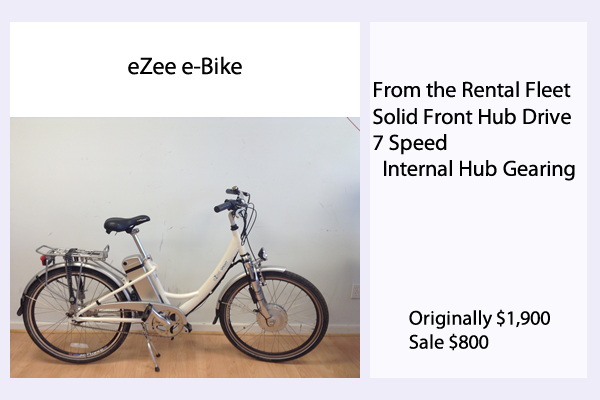 eZee e-Bike
From the Rental Fleet
Solid Front Hub Drive
7 Speed
Internal Hub Gearing
Originally $1,900
Sale $800